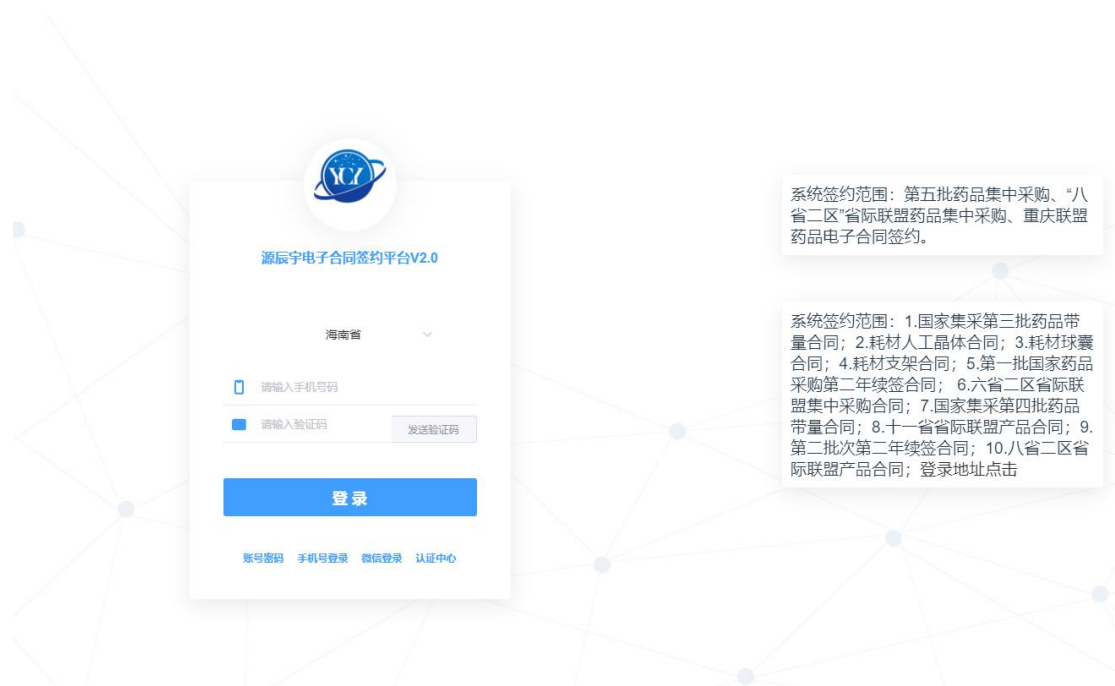 YCY
源辰宇电子合同签约平台V2.0
海南省
请输入手机号码
请输入验证码
发送验证码
登录
账号密码 手机号登录 微信登录 认证中心
系统签约范围：第五批药品集中采购、“八
省二区”省际联盟药品集中采购、重庆联盟
药品电子合同签约。
系统签约范围：1.国家集采第三批药品带
量合同；2.耗材人工晶体合同；3.耗材球囊
合同；4.耗材支架合同；5.第一批国家药品
采购第二年续签合同； 6.六省二区省际联
盟集中采购合同；7.国家集采第四批药品
带量合同；8.十一省省际联盟产品合同；9.
第二批次第二年续签合同；10.八省二区省
际联盟产品合同；登录地址点击